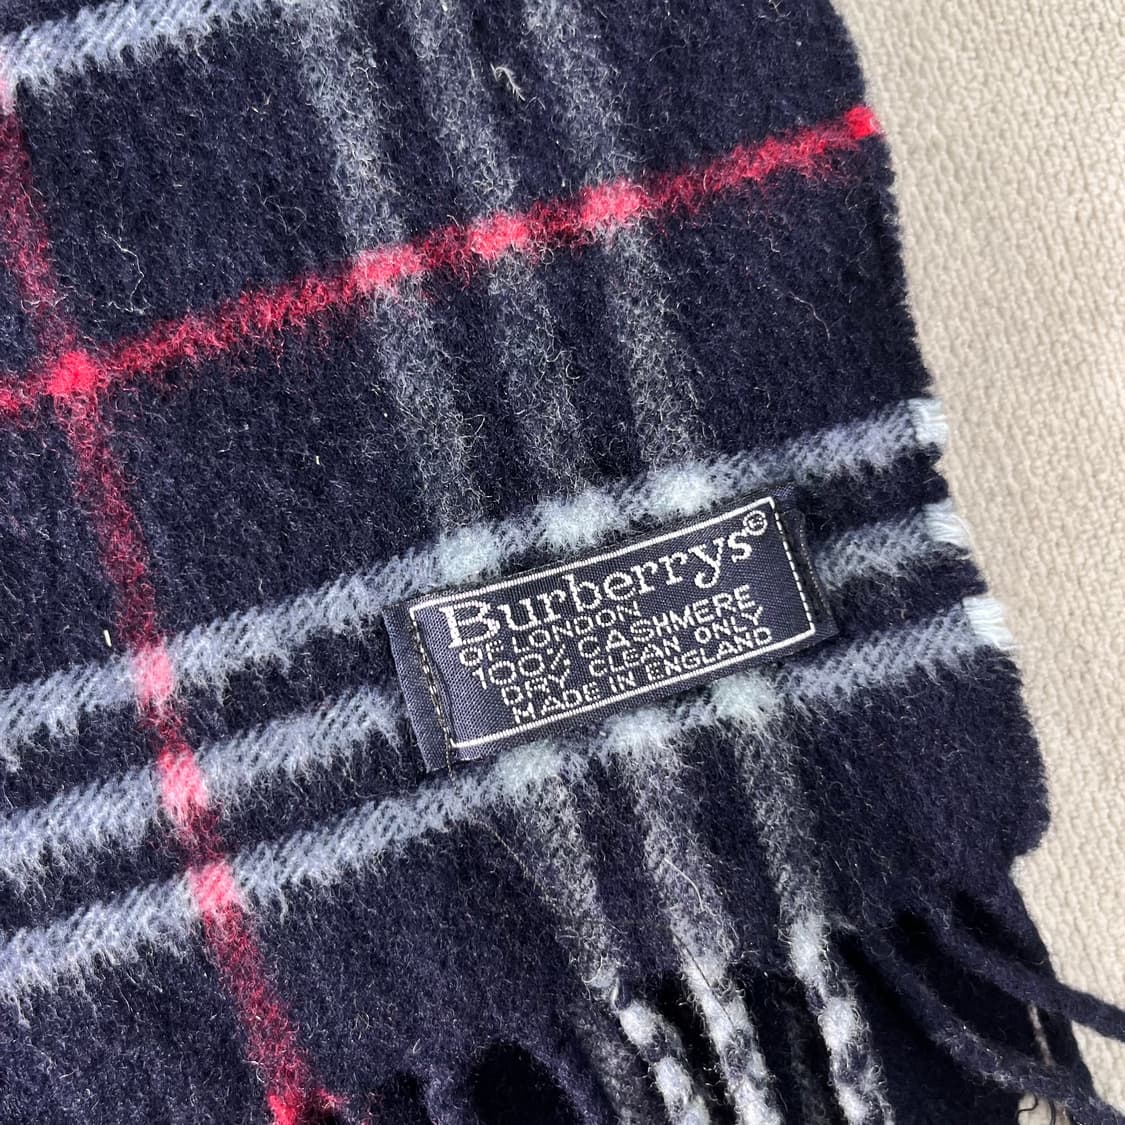 Burberrys®
OF LONDON
100% CASHMERE
DRY CLEAN ONLY
MADE IN ENGLAND